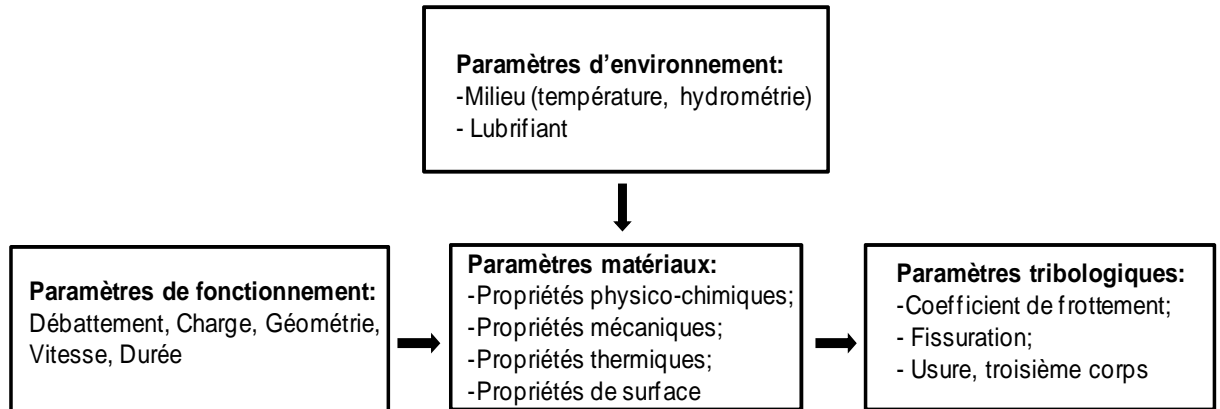 Paramètres d’environnement:
-Milieu (température, hydrométrie)
- Lubrifiant
Paramètres de fonctionnement:
Débattement, Charge, Géométrie,
Vitesse, Durée
Paramètres matériaux:
-Propriétés physico-chimiques;
-Propriétés mécaniques;
-Propriétés thermiques;
-Propriétés de surface
Paramètres tribologiques:
-Coefficient de frottement;
- Fissuration;
- Usure, troisième corps